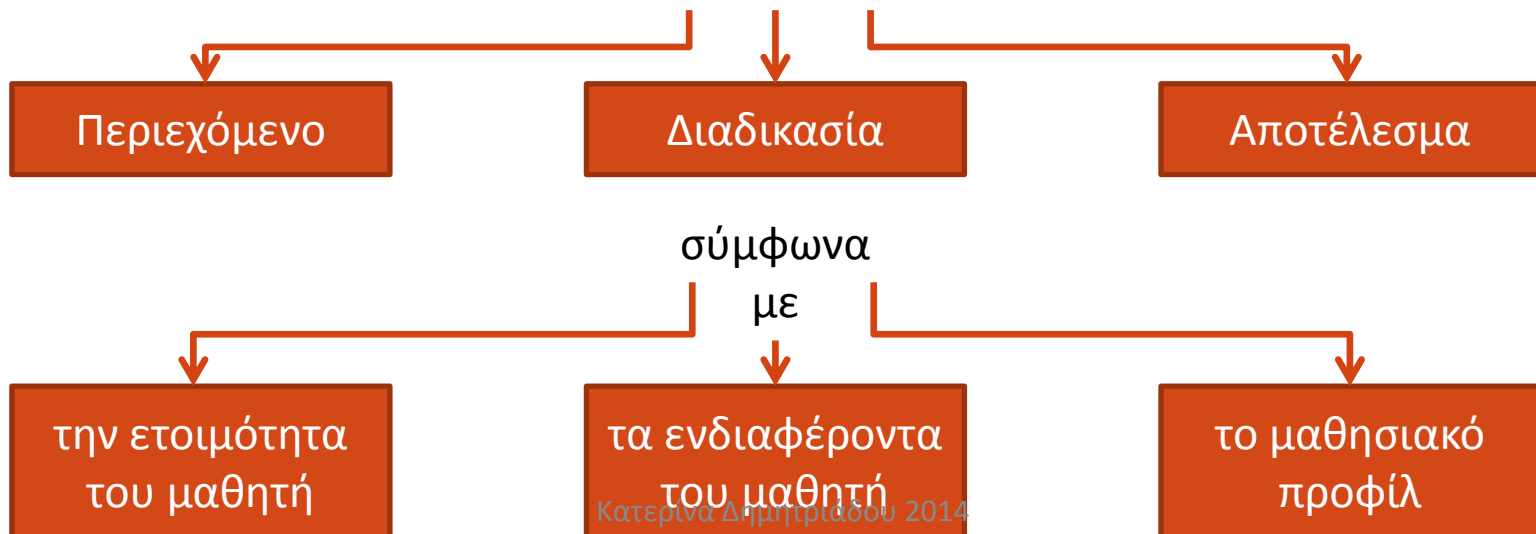 Περιεχόμενο
Διαδικασία
Αποτέλεσμα
σύμφωνα
με
την ετοιμότητα
του μαθητή
τα ενδιαφέροντα
του μαθητή
το μαθησιακό
προφίλ
Κατερίνα Δημητριάδου 2014